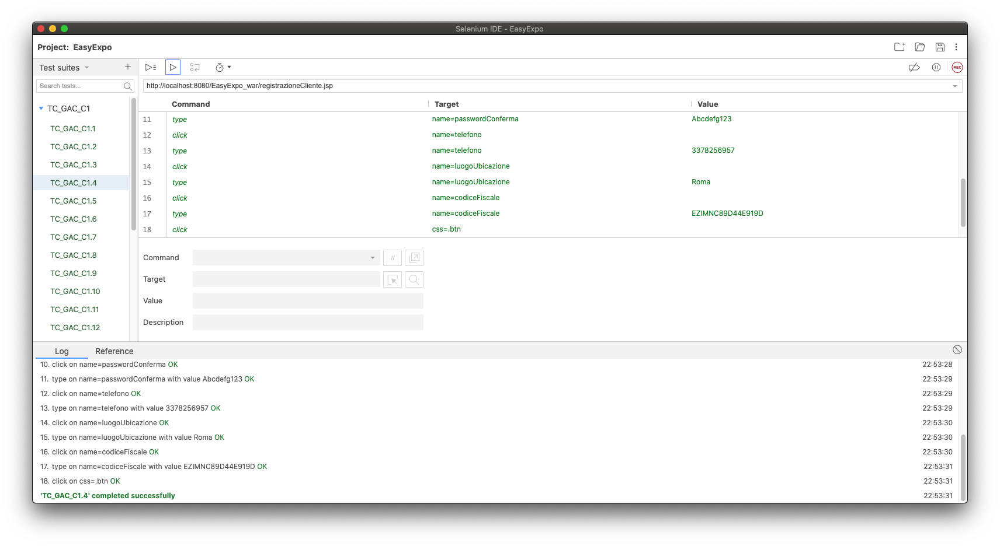 Selenium IDE - EasyExpo
Project: EasyExpo
Test suites
+
REC
Search tests...
http://localhost:8080/EasyExpo_war/registrazioneCliente.jsp
Command Target Value
TC_GAC_C1
TC_GAC_C1.1
TC_GAC_C1.2
TC_GAC_C1.3
TC_GAC_C1.4
TC_GAC_C1.5
TC_GAC_C1.6
TC_GAC_C1.7
TC_GAC_C1.8
TC_GAC_C1.9
TC_GAC_C1.10
TC_GAC_C1.11
TC_GAC_C1.12
11 type name=passwordConferma Abcdefg123
12 click name=telefono
13 type name=telefono 3378256957
14 click name=luogoUbicazione
15 type name=luogoUbicazione Roma
16 click name=codiceFiscale
17 type name=codiceFiscale EZIMNC89D44E919D
18 click css=.btn
Command //
Target
Value
Description
Log Reference
10. click on name=passwordConferma OK 22:53:28
11. type on name=passwordConferma with value Abcdefg123 OK 22:53:29
12. click on name=telefono OK 22:53:29
13. type on name=telefono with value 3378256957 OK 22:53:29
14. click on name=luogoUbicazione OK 22:53:30
15. type on name=luogoUbicazione with value Roma OK 22:53:30
16. click on name=codiceFiscale OK 22:53:30
17. type on name=codiceFiscale with value EZIMNC89D44E919D OK 22:53:31
18. click on css=.btn OK 22:53:31
'TC_GAC_C1.4' completed successfully 22:53:31